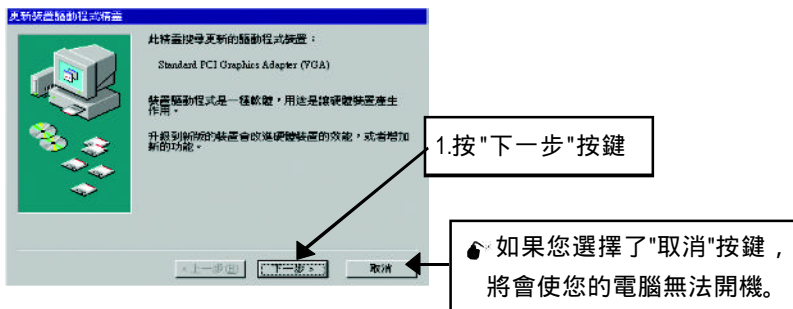 更新裝置驅動程式精靈
此精靈搜尋更新的驅動程式裝置：
Standard PCI Graphics Adapter (VGA)
裝置驅動程式是一種軟體，用途是讓硬體裝置產生
作用。
升級到新版的裝置會改進硬體裝置的效能，或者增加
新的功能。
1.按"下一步"按鍵
<上一步(B) 下一步> 取消
如果您選擇了"取消"按鍵，
將會使您的電腦無法開機。